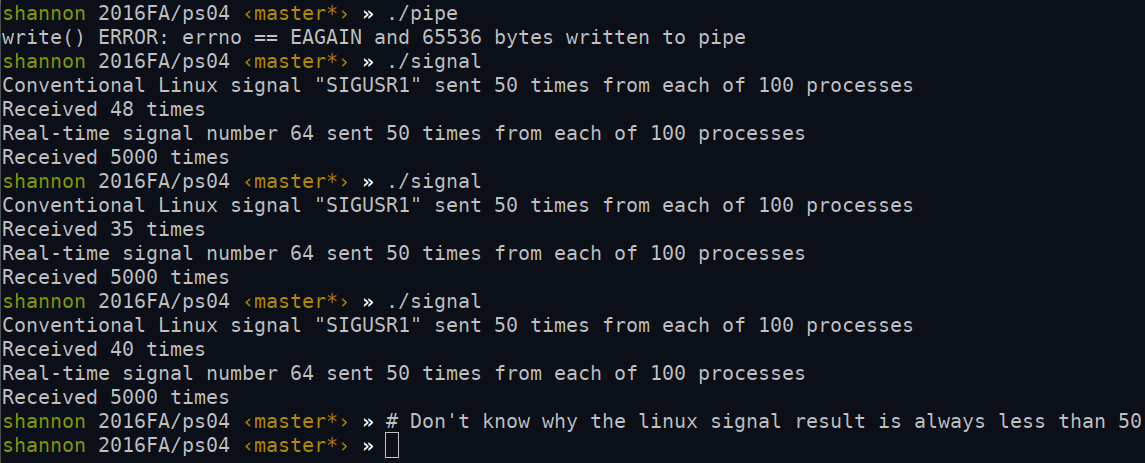 shannon 2016FA/ps04 ‹master*› » ./pipe
write() ERROR: errno == EAGAIN and 65536 bytes written to pipe
shannon 2016FA/ps04 ‹master*› » ./signal
Conventional Linux signal "SIGUSR1" sent 50 times from each of 100 processes
Received 48 times
Real-time signal number 64 sent 50 times from each of 100 processes
Received 5000 times
shannon 2016FA/ps04 ‹master*› » ./signal
Conventional Linux signal "SIGUSR1" sent 50 times from each of 100 processes
Received 35 times
Real-time signal number 64 sent 50 times from each of 100 processes
Received 5000 times
shannon 2016FA/ps04 ‹master*› » ./signal
Conventional Linux signal "SIGUSR1" sent 50 times from each of 100 processes
Received 40 times
Real-time signal number 64 sent 50 times from each of 100 processes
Received 5000 times
shannon 2016FA/ps04 ‹master*› » # Don't know why the linux signal result is always less than 50
shannon 2016FA/ps04 ‹master*› »